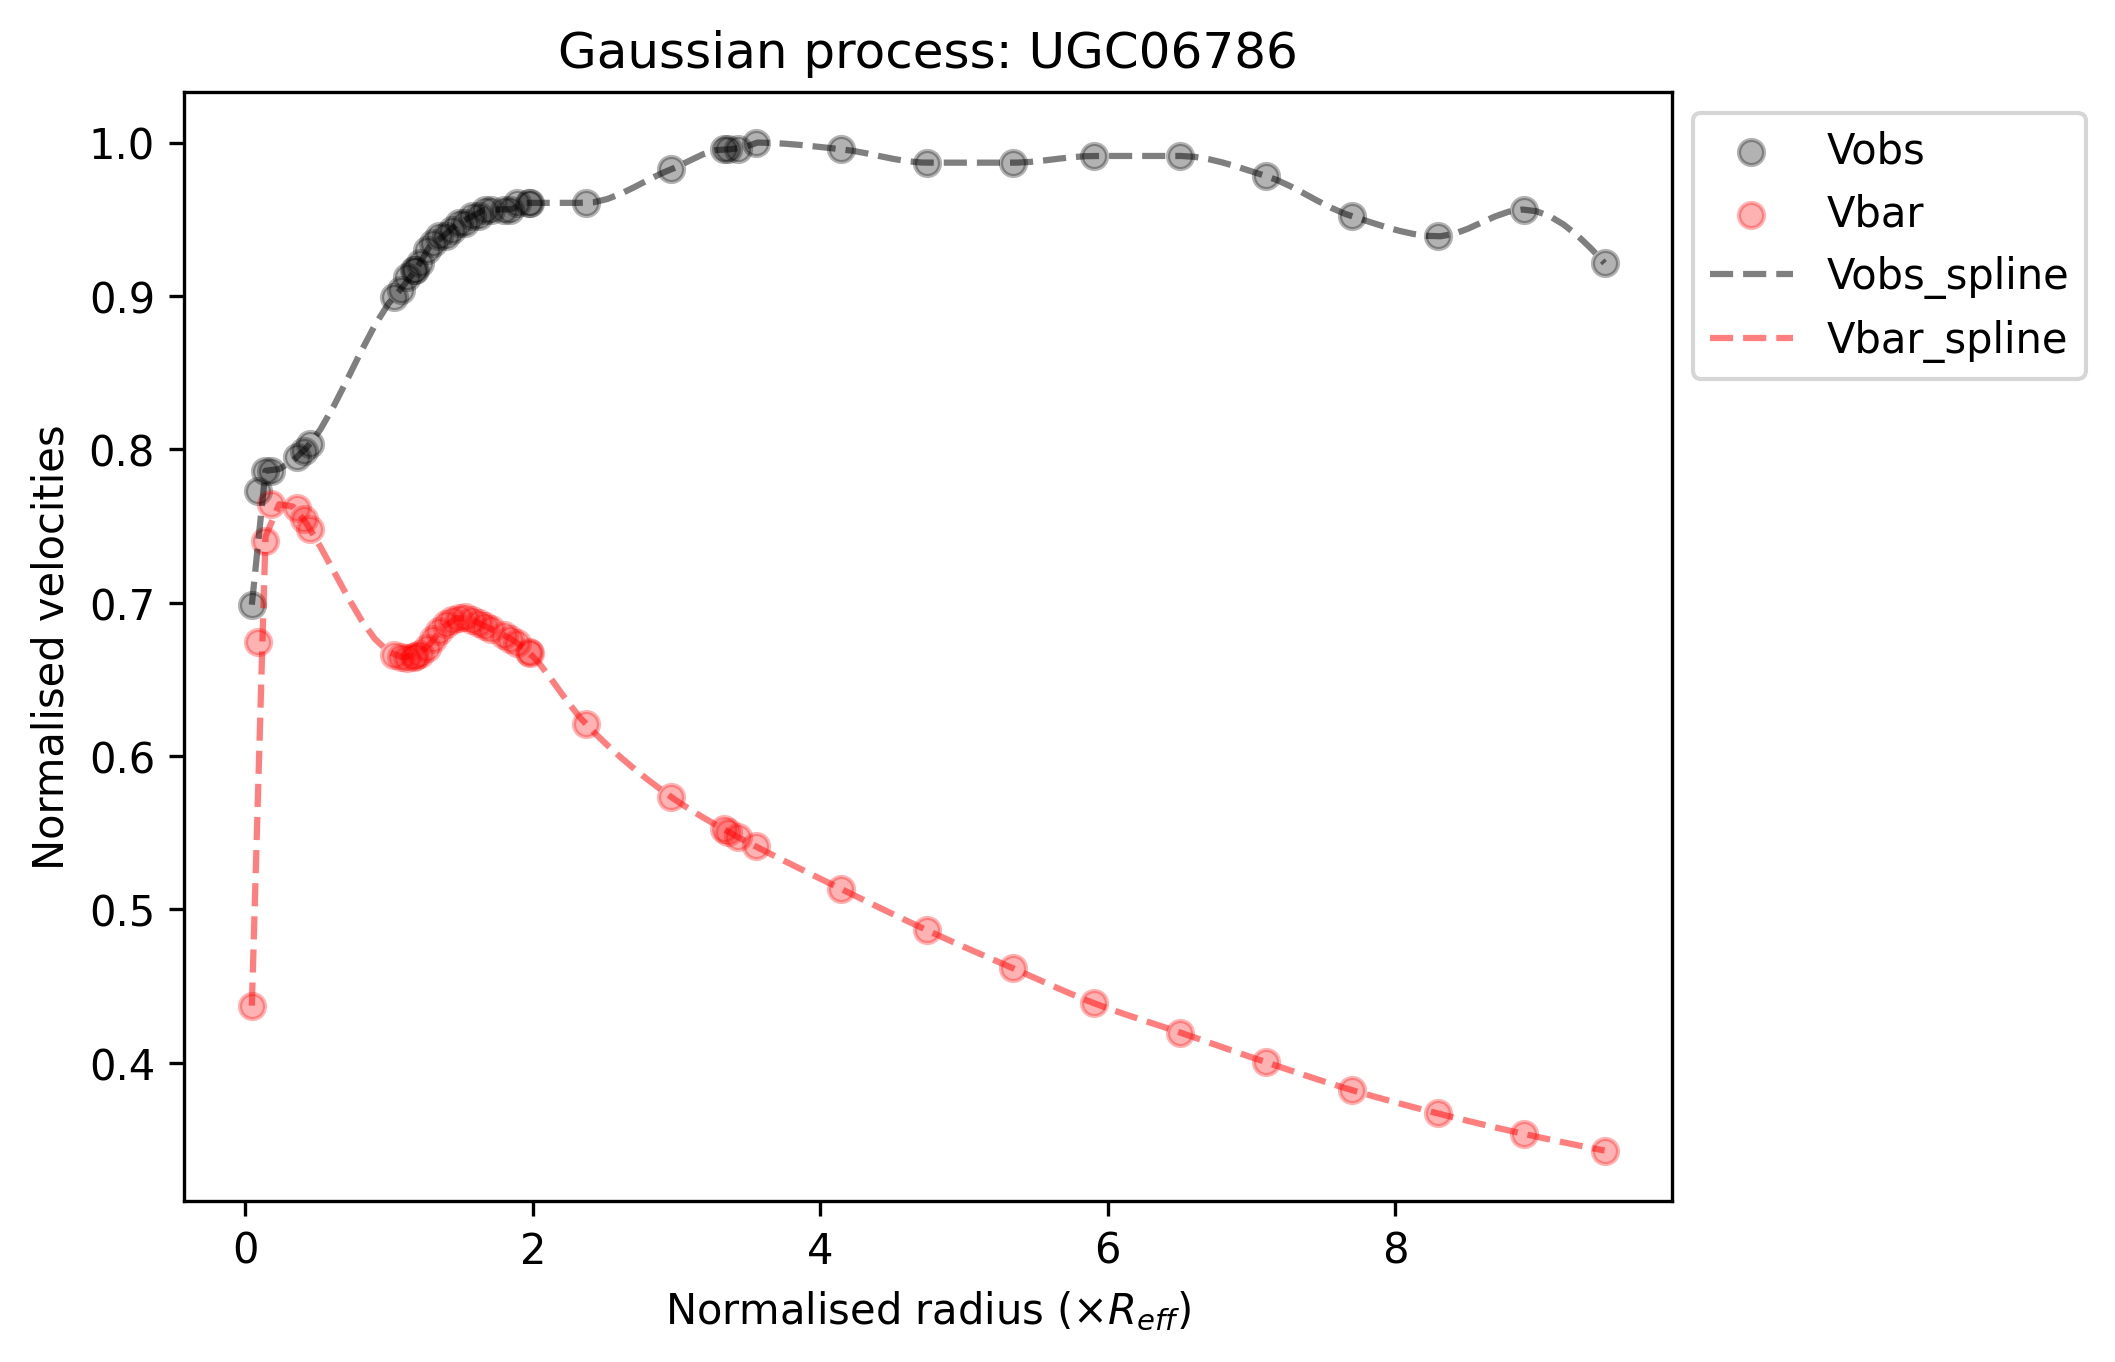 Gaussian process: UGC06786
1.0
0.9
0.8
0.7
0.6
0.5
0.4
Normalised velocities
0
2
4
6
8
Normalised radius (×R_eff)
Vobs
Vbar
Vobs_spline
Vbar_spline